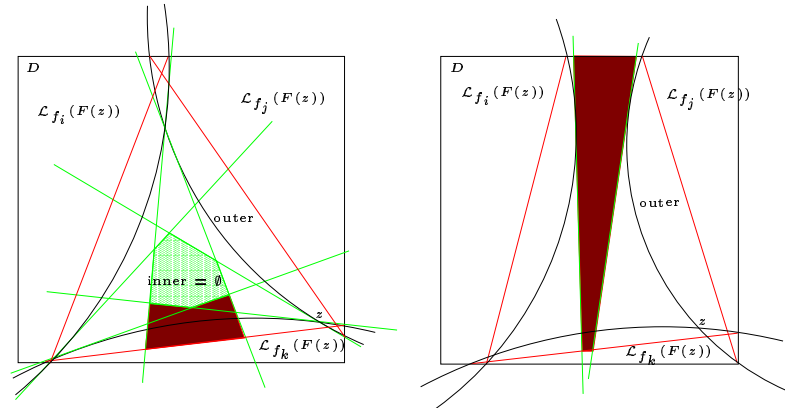 D
𝓛_{f_i}(F(z))
𝓛_{f_j}(F(z))
outer
inner = ∅
z
𝓛_{f_k}(F(z))
D
𝓛_{f_i}(F(z))
𝓛_{f_j}(F(z))
outer
z
𝓛_{f_k}(F(z))